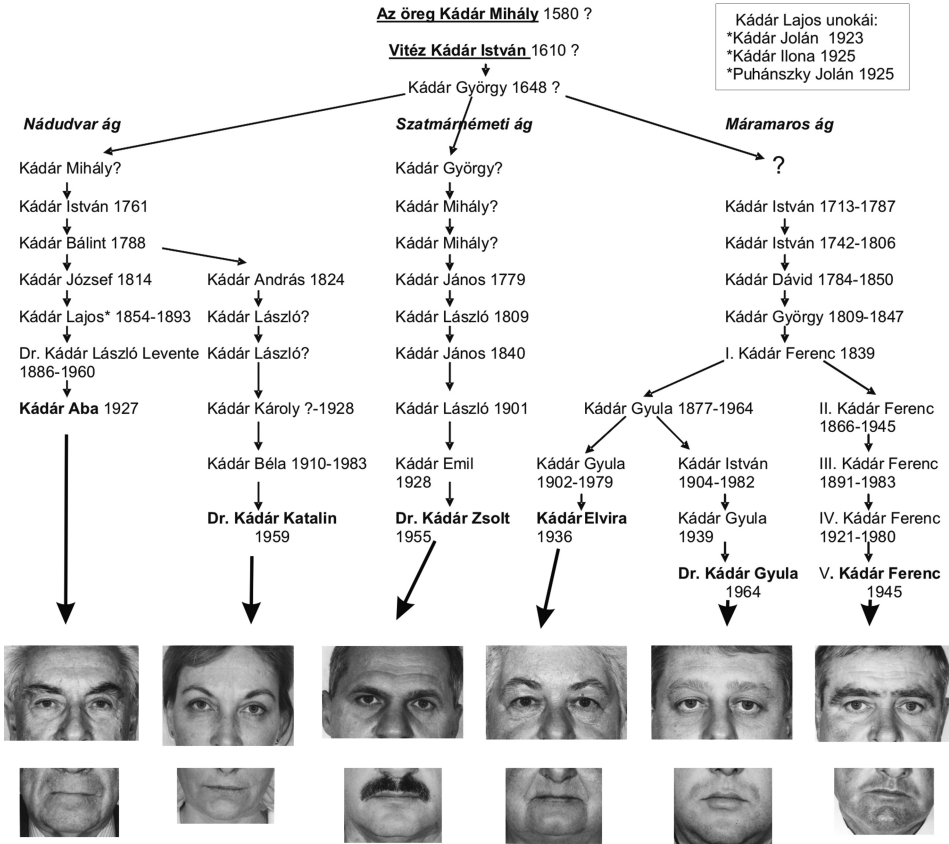 Az öreg Kádár Mihály 1580 ?
Vitéz Kádár István 1610 ?
Kádár György 1648 ?
Kádár Lajos unokái:
*Kádár Jolán 1923
*Kádár Ilona 1925
*Puhánszky Jolán 1925
Nádudvar ág
Kádár Mihály?
Kádár István 1761
Kádár Bálint 1788
Kádár József 1814
Kádár Lajos* 1854-1893
Dr. Kádár László Levente
1886-1960
Kádár Aba 1927
Kádár András 1824
Kádár László?
Kádár László?
Kádár Károly ?-1928
Kádár Béla 1910-1983
Dr. Kádár Katalin
1959
Szatmárnémeti ág
Kádár György?
Kádár Mihály?
Kádár Mihály?
Kádár János 1779
Kádár László 1809
Kádár János 1840
Kádár László 1901
Kádár Emil
1928
Dr. Kádár Zsolt
1955
Máramaros ág
?
Kádár István 1713-1787
Kádár István 1742-1806
Kádár Dávid 1784-1850
Kádár György 1809-1847
I. Kádár Ferenc 1839
Kádár Gyula 1877-1964
Kádár Gyula
1902-1979
Kádár Elvira
1936
Kádár István
1904-1982
Kádár Gyula
1939
Dr. Kádár Gyula
1964
II. Kádár Ferenc
1866-1945
III. Kádár Ferenc
1891-1983
IV. Kádár Ferenc
1921-1980
V. Kádár Ferenc
1945